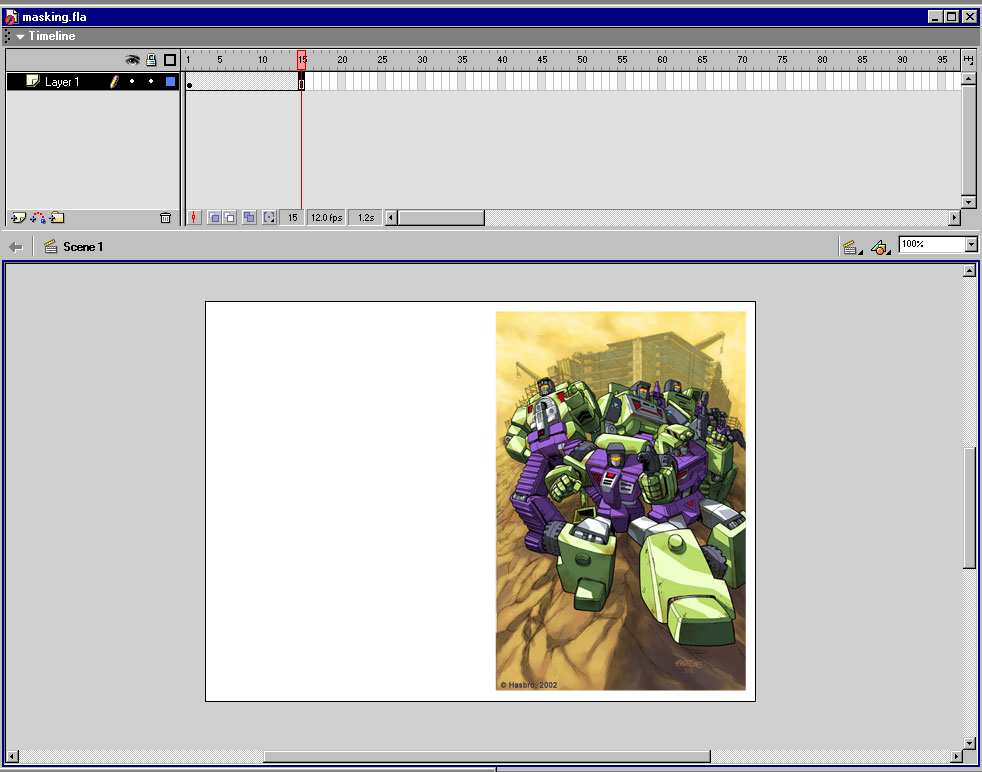 masking.fla
Timeline
1 5 10 15 20 25 30 35 40 45 50 55 60 65 70 75 80 85 90 95
Layer 1
15 12.0 fps 1.2s
Scene 1
100%
© Hasbro, 2002